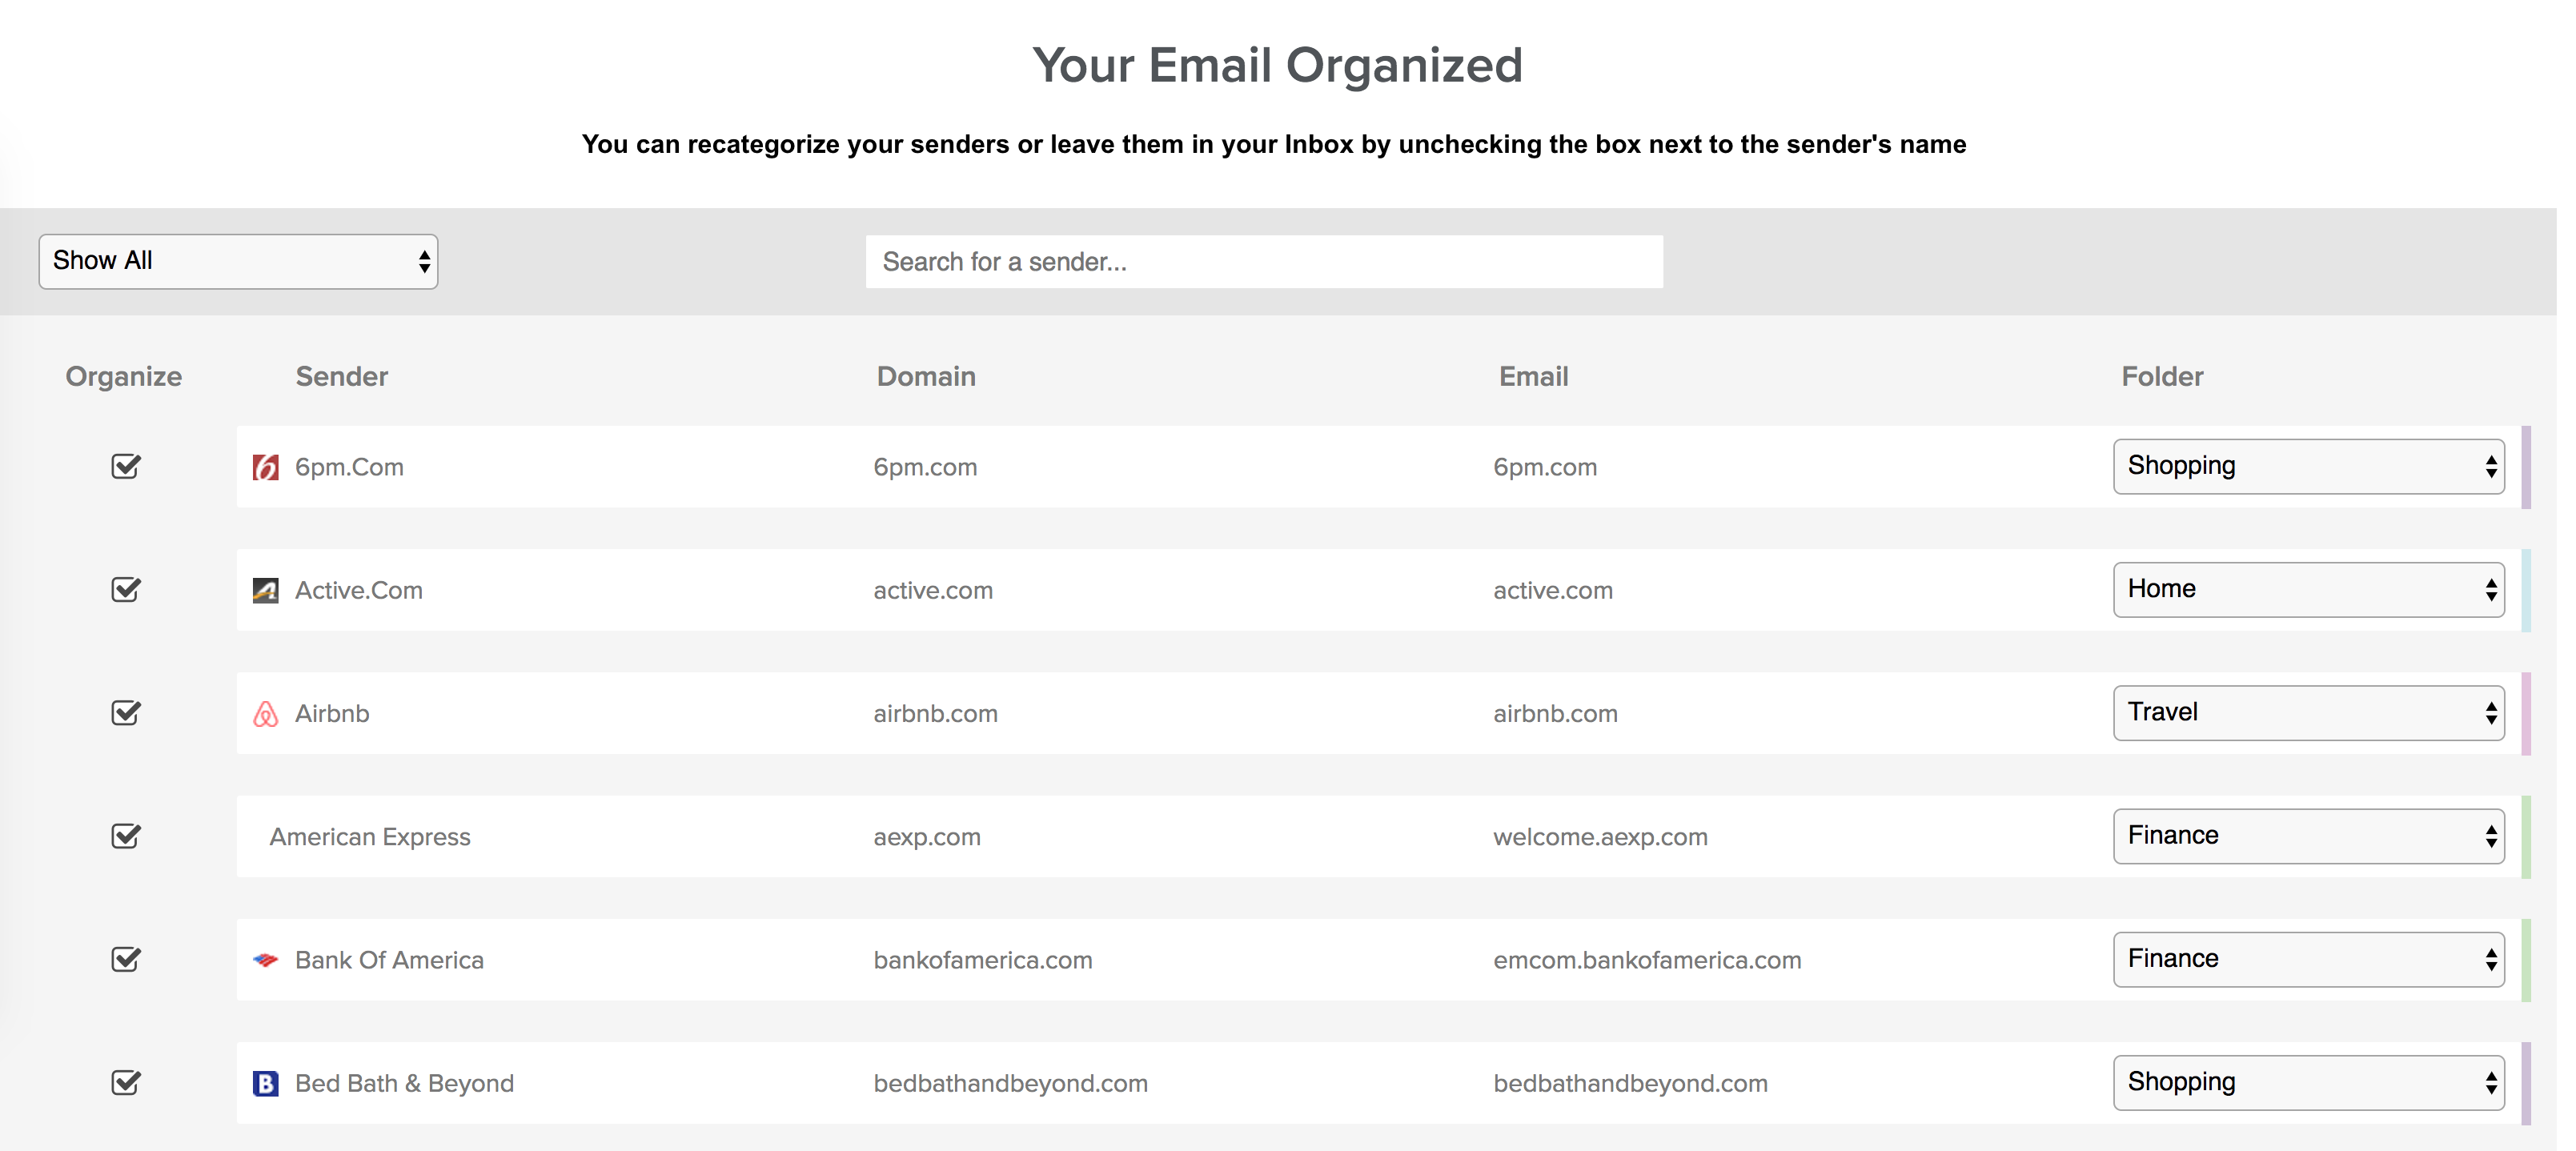 Your Email Organized
You can recategorize your senders or leave them in your Inbox by unchecking the box next to the sender's name
Show All
Search for a sender...
Organize Sender Domain Email Folder
6pm.Com 6pm.com 6pm.com Shopping
Active.Com active.com active.com Home
Airbnb airbnb.com airbnb.com Travel
American Express aexp.com welcome.aexp.com Finance
Bank Of America bankofamerica.com emcom.bankofamerica.com Finance
B Bed Bath & Beyond bedbathandbeyond.com bedbathandbeyond.com Shopping